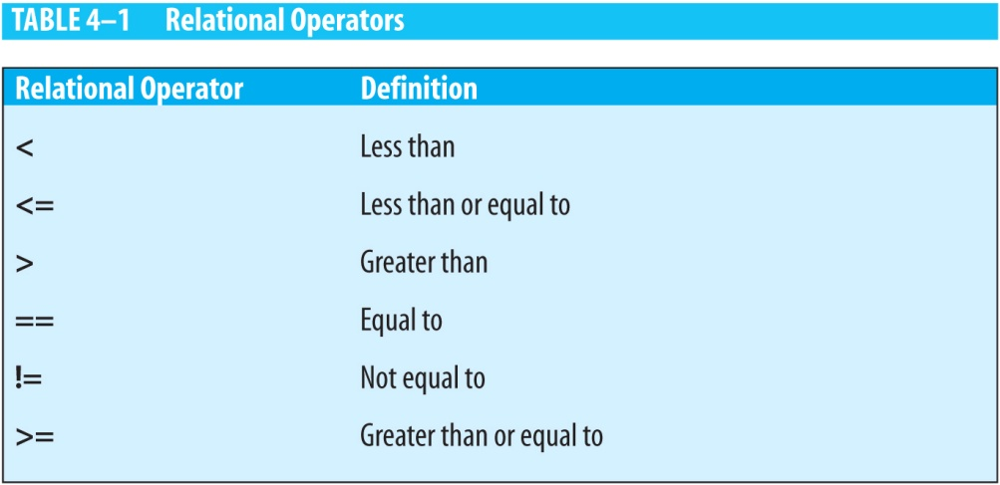 TABLE 4–1 Relational Operators
Relational Operator Definition
< Less than
<= Less than or equal to
> Greater than
== Equal to
!= Not equal to
>= Greater than or equal to